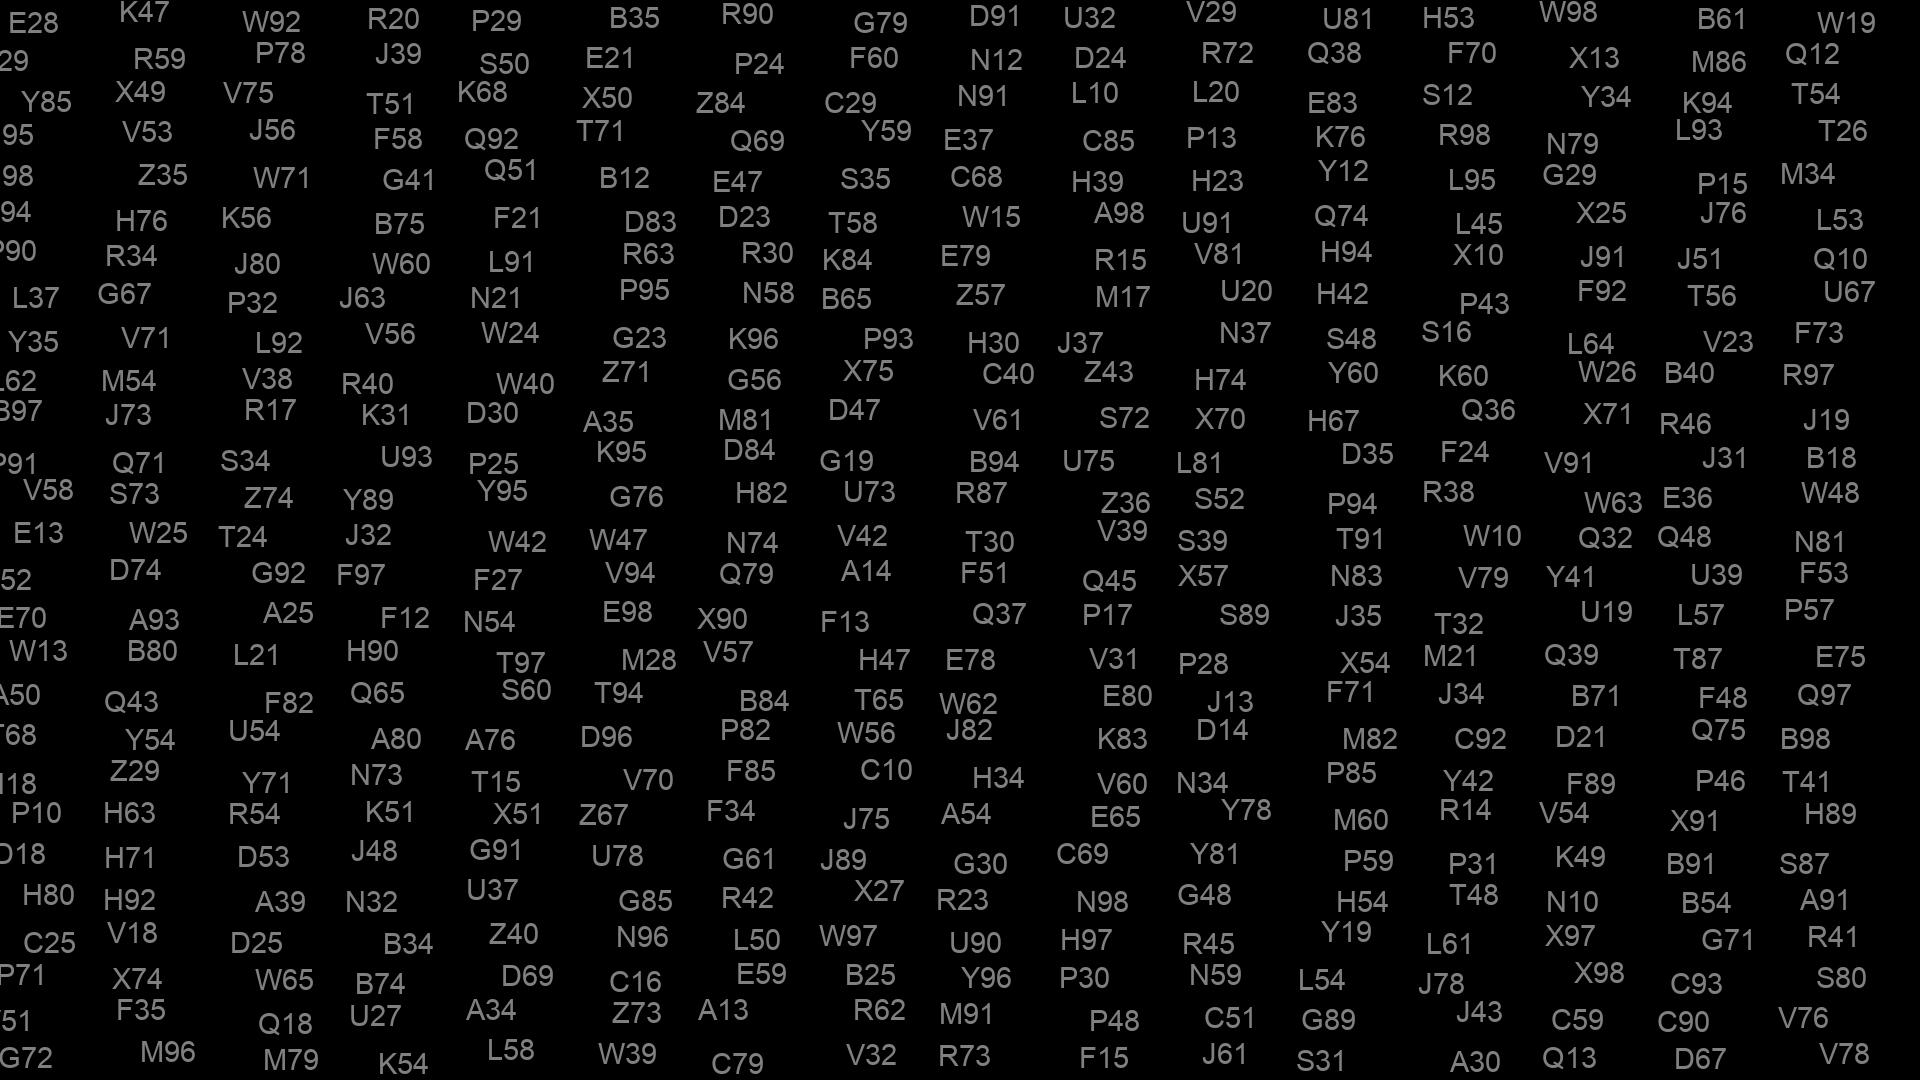 E28 K47 W92 R20 P29 B35 R90 G79 D91 U32 V29 U81 H53 W98 B61 W19
29 R59 P78 J39 S50 E21 P24 F60 N12 D24 R72 Q38 F70 X13 M86 Q12
Y85 X49 V75 T51 K68 X50 Z84 C29 N91 L10 L20 E83 S12 Y34 K94 T54
95 V53 J56 F58 Q92 T71 Q69 Y59 E37 C85 P13 K76 R98 N79 L93 T26
98 Z35 W71 G41 Q51 B12 E47 S35 C68 H39 H23 Y12 L95 G29 P15 M34
94 H76 K56 B75 F21 D83 D23 T58 W15 A98 U91 Q74 L45 X25 J76 L53
P90 R34 J80 W60 L91 R63 R30 K84 E79 R15 V81 H94 X10 J91 J51 Q10
L37 G67 P32 J63 N21 P95 N58 B65 Z57 M17 U20 H42 P43 F92 T56 U67
Y35 V71 L92 V56 W24 G23 K96 P93 H30 J37 N37 S48 S16 L64 V23 F73
L62 M54 V38 R40 W40 Z71 G56 X75 C40 Z43 H74 Y60 K60 W26 B40 R97
B97 J73 R17 K31 D30 A35 M81 D47 V61 S72 X70 H67 Q36 X71 R46 J19
P91 Q71 S34 U93 P25 K95 D84 G19 B94 U75 L81 D35 F24 V91 J31 B18
V58 S73 Z74 Y89 Y95 G76 H82 U73 R87 Z36 S52 P94 R38 W63 E36 W48
E13 W25 T24 J32 W42 W47 N74 V42 T30 V39 S39 T91 W10 Q32 Q48 N81
52 D74 G92 F97 F27 V94 Q79 A14 F51 Q45 X57 N83 V79 Y41 U39 F53
E70 A93 A25 F12 N54 E98 X90 F13 Q37 P17 S89 J35 T32 U19 L57 P57
W13 B80 L21 H90 T97 M28 V57 H47 E78 V31 P28 X54 M21 Q39 T87 E75
A50 Q43 F82 Q65 S60 T94 B84 T65 W62 E80 J13 F71 J34 B71 F48 Q97
T68 Y54 U54 A80 A76 D96 P82 W56 J82 K83 D14 M82 C92 D21 Q75 B98
18 Z29 Y71 N73 T15 V70 F85 C10 H34 V60 N34 P85 Y42 F89 P46 T41
P10 H63 R54 K51 X51 Z67 F34 J75 A54 E65 Y78 M60 R14 V54 X91 H89
D18 H71 D53 J48 G91 U78 G61 J89 G30 C69 Y81 P59 P31 K49 B91 S87
H80 H92 A39 N32 U37 G85 R42 X27 R23 N98 G48 H54 T48 N10 B54 A91
C25 V18 D25 B34 Z40 N96 L50 W97 U90 H97 R45 Y19 L61 X97 G71 R41
P71 X74 W65 B74 D69 C16 E59 B25 Y96 P30 N59 L54 J78 X98 C93 S80
51 F35 Q18 U27 A34 Z73 A13 R62 M91 P48 C51 G89 J43 C59 C90 V76
G72 M96 M79 K54 L58 W39 C79 V32 R73 F15 J61 S31 A30 Q13 D67 V78